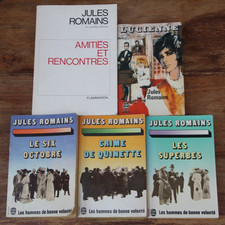 JULES
ROMAINS
AMITIÉS
ET
RENCONTRES
FLAMMARION
LUCIENNE
Jules
Romains
JULES ROMAINS
LE SIX
OCTOBRE
Les hommes de bonne volonté
JULES ROMAINS
CRIME
DE QUINETTE
Les hommes de bonne volonté
JULES ROMAINS
LES
SUPERBES
Les hommes de bonne volonté